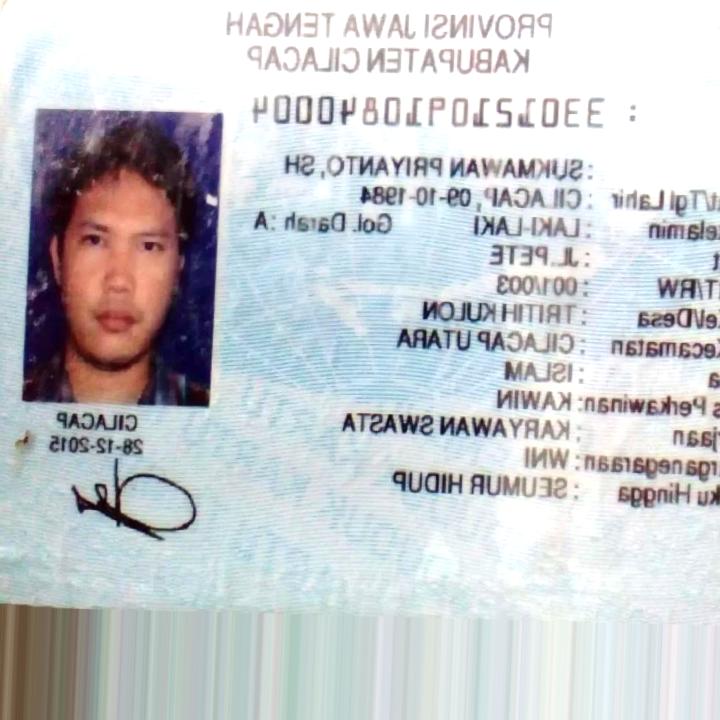 PROVINSI JAWA TENGAH
KABUPATEN CILACAP
: 3301210910840004
: SUKMAWAN PRIYANTO, SH
t/Tgl Lahir : CILACAP, 09-10-1984
elamin : LAKI-LAKI Gol. Darah : A
t : JL. PETE
T/RW : 001/003
el/Desa : TRITIH KULON
ecamatan : CILACAP UTARA
a : ISLAM
s Perkawinan: KAWIN
rjaan : KARYAWAN SWASTA
rganegaraan: WNI
ku Hingga : SEUMUR HIDUP
CILACAP
28-12-2015